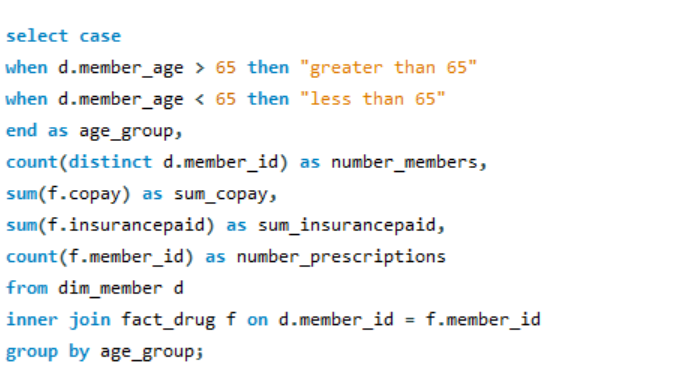 select case
when d.member_age > 65 then "greater than 65"
when d.member_age < 65 then "less than 65"
end as age_group,
count(distinct d.member_id) as number_members,
sum(f.copay) as sum_copay,
sum(f.insurancepaid) as sum_insurancepaid,
count(f.member_id) as number_prescriptions
from dim_member d
inner join fact_drug f on d.member_id = f.member_id
group by age_group;